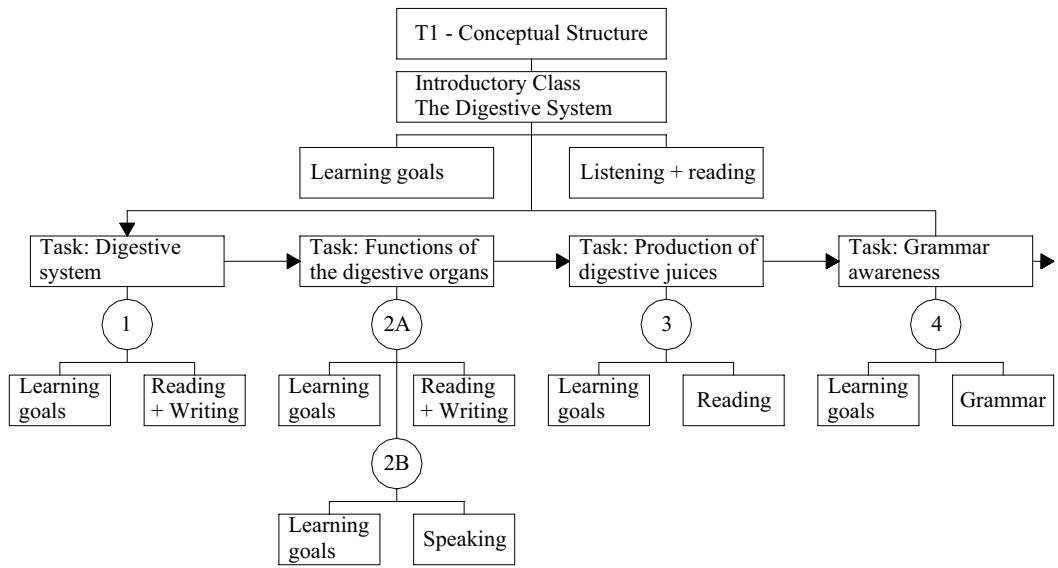 T1 - Conceptual Structure
Introductory Class
The Digestive System
Learning goals
Listening + reading
Task: Digestive
system
Task: Functions of
the digestive organs
Task: Production of
digestive juices
Task: Grammar
awareness
1
2A
3
4
Learning
goals
Reading
+ Writing
Learning
goals
Reading
+ Writing
Learning
goals
Reading
Learning
goals
Grammar
2B
Learning
goals
Speaking